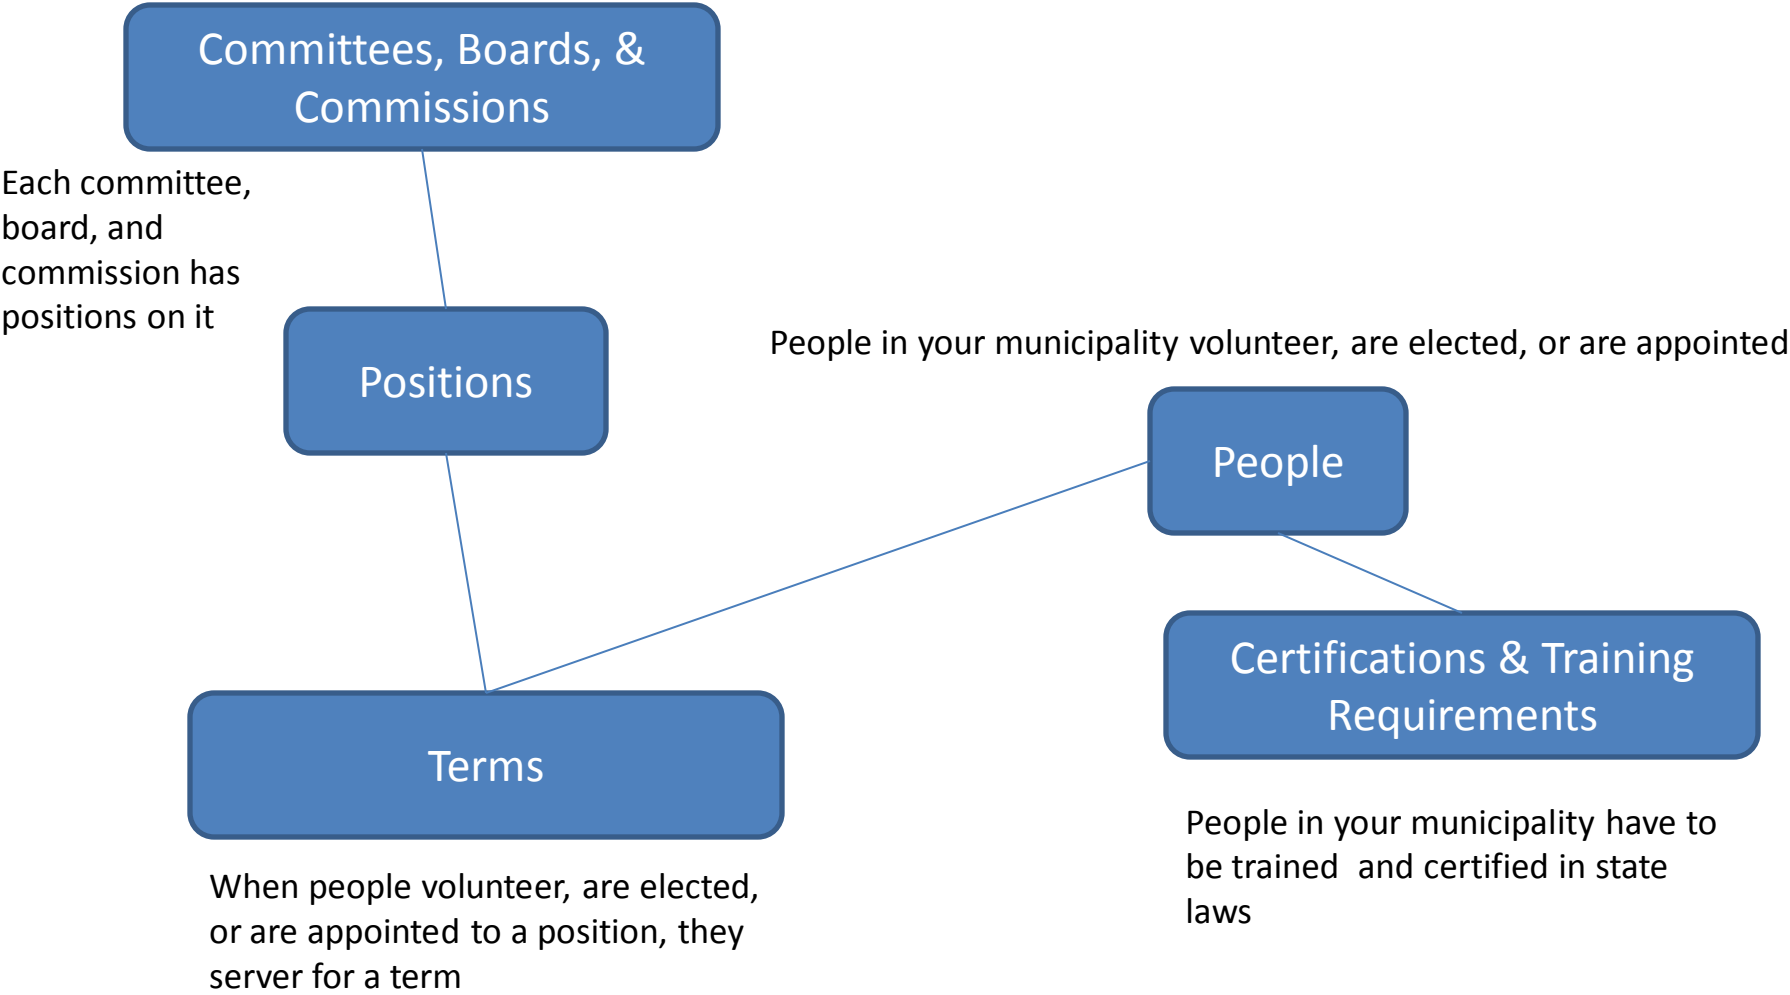 Committees, Boards, &
Commissions
Each committee,
board, and
commission has
positions on it
Positions
People in your municipality volunteer, are elected, or are appointed
People
Certifications & Training
Requirements
Terms
People in your municipality have to
be trained  and certified in state
laws
When people volunteer, are elected,
or are appointed to a position, they
server for a term